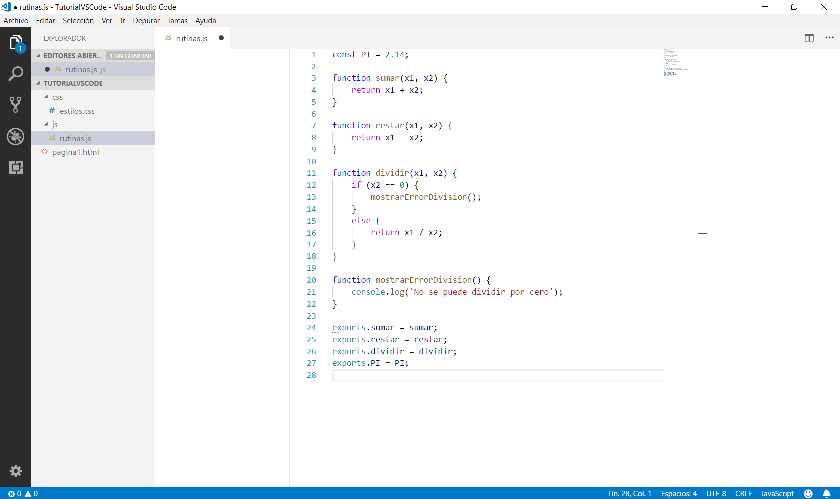 ● rutinas.js - TutorialVSCode - Visual Studio Code
Archivo Editar Selección Ver Ir Depurar Tareas Ayuda
EXPLORADOR
JS rutinas.js ●
EDITORES ABIER...
rutinas.js js
TUTORIALVSCODE
css
# estilos.css
js
JS rutinas.js
pagina1.html
1 const PI = 2.14;
2
3 function sumar(x1, x2) {
4 return x1 + x2;
5 }
6
7 function restar(x1, x2) {
8 return x1 - x2;
9 }
10
11 function dividir(x1, x2) {
12 if (x2 == 0) {
13 mostrarErrorDivision();
14 }
15 else {
16 return x1 / x2;
17 }
18 }
19
20 function mostrarErrorDivision() {
21 console.log('No se puede dividir por cero');
22 }
23
24 exports.sumar = sumar;
25 exports.restar = restar;
26 exports.dividir = dividir;
27 exports.PI = PI;
28
1
0 0
Lín. 28, Col. 1 Espacios: 4 UTF-8 CRLF JavaScript